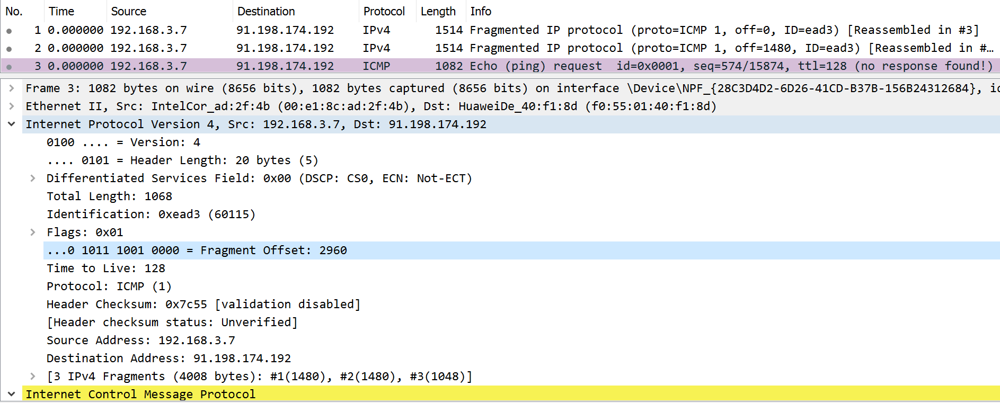 No. Time Source Destination Protocol Length Info
1 0.000000 192.168.3.7 91.198.174.192 IPv4 1514 Fragmented IP protocol (proto=ICMP 1, off=0, ID=ead3) [Reassembled in #3]
2 0.000000 192.168.3.7 91.198.174.192 IPv4 1514 Fragmented IP protocol (proto=ICMP 1, off=1480, ID=ead3) [Reassembled in #…
3 0.000000 192.168.3.7 91.198.174.192 ICMP 1082 Echo (ping) request  id=0x0001, seq=574/15874, ttl=128 (no response found!)
Frame 3: 1082 bytes on wire (8656 bits), 1082 bytes captured (8656 bits) on interface \Device\NPF_{28C3D4D2-6D26-41CD-B37B-156B24312684}, id
Ethernet II, Src: IntelCor_ad:2f:4b (00:e1:8c:ad:2f:4b), Dst: HuaweiDe_40:f1:8d (f0:55:01:40:f1:8d)
Internet Protocol Version 4, Src: 192.168.3.7, Dst: 91.198.174.192
0100 .... = Version: 4
.... 0101 = Header Length: 20 bytes (5)
Differentiated Services Field: 0x00 (DSCP: CS0, ECN: Not-ECT)
Total Length: 1068
Identification: 0xead3 (60115)
Flags: 0x01
...0 1011 1001 0000 = Fragment Offset: 2960
Time to Live: 128
Protocol: ICMP (1)
Header Checksum: 0x7c55 [validation disabled]
[Header checksum status: Unverified]
Source Address: 192.168.3.7
Destination Address: 91.198.174.192
[3 IPv4 Fragments (4008 bytes): #1(1480), #2(1480), #3(1048)]
Internet Control Message Protocol